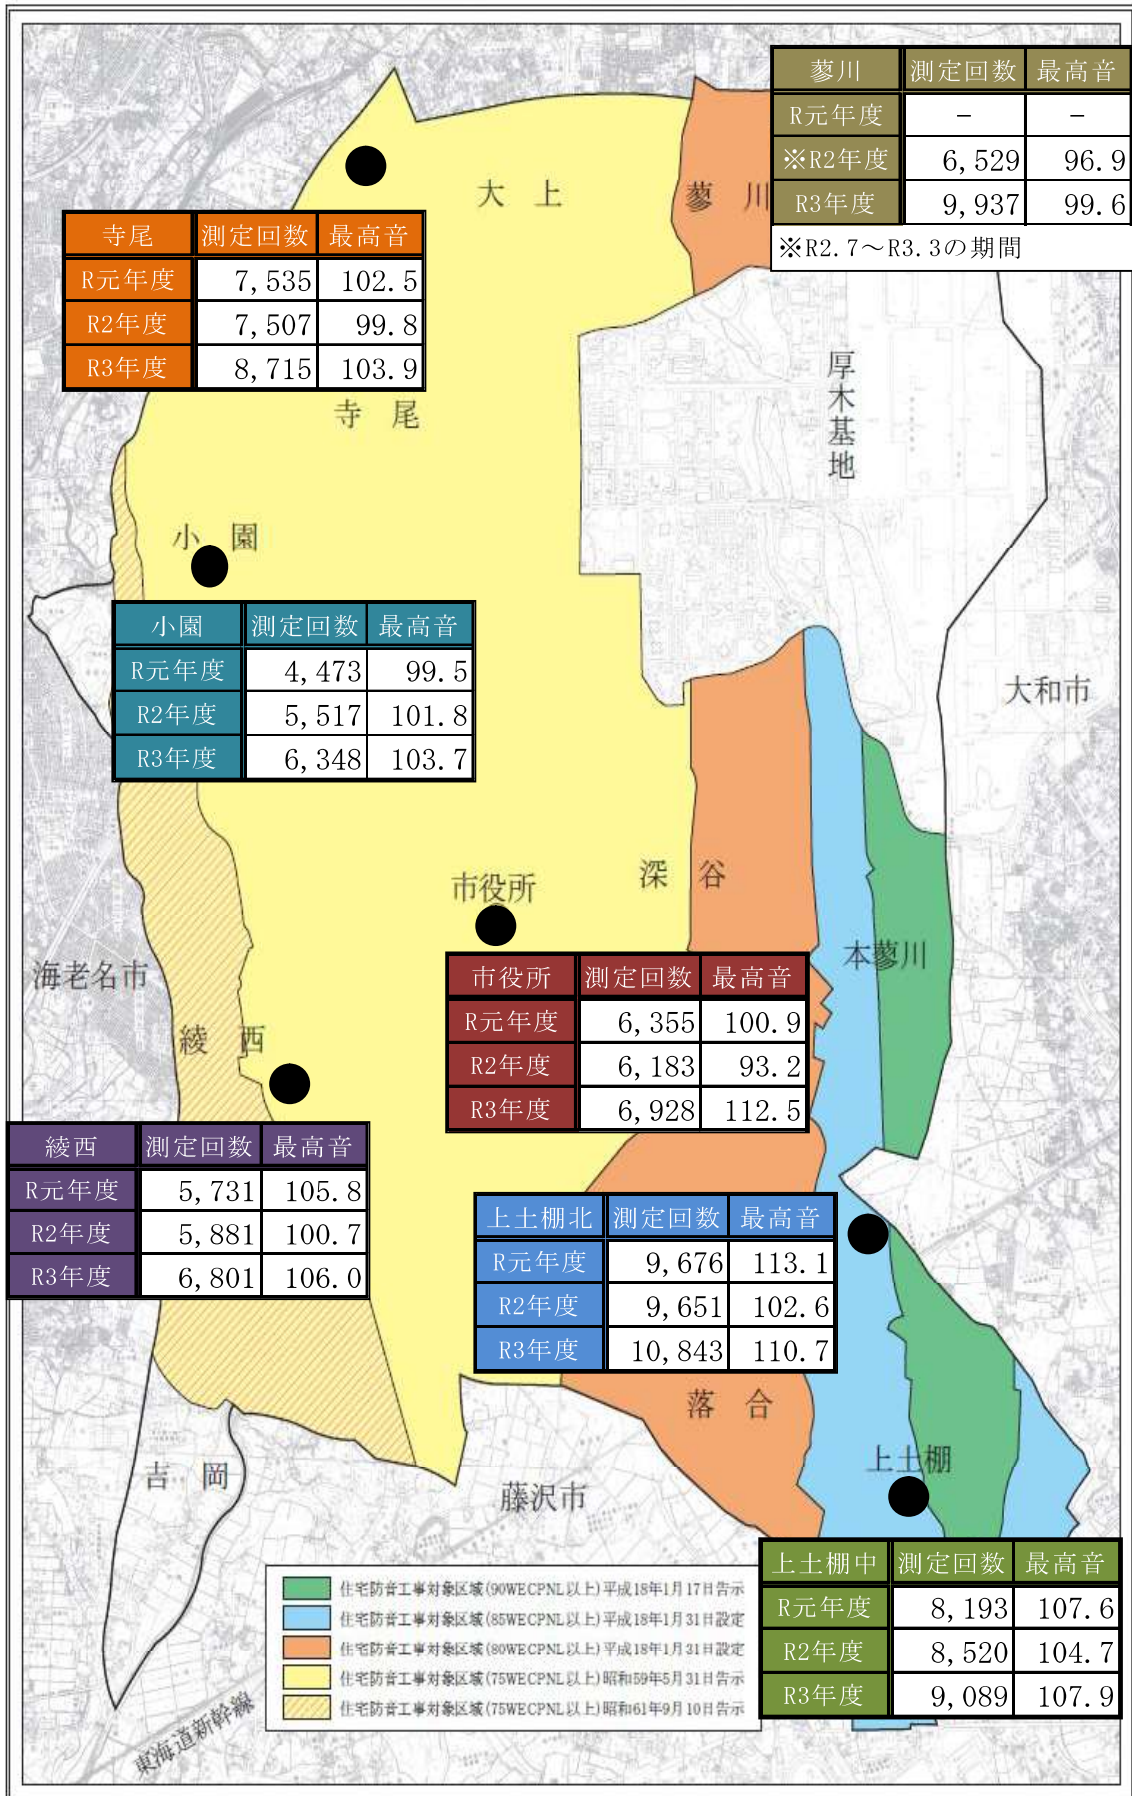 蓼川 測定回数 最高音
R元年度 － －
※R2年度 6,529 96.9
R3年度 9,937 99.6
※R2.7～R3.3の期間
大 上
蓼 川
寺尾 測定回数 最高音
R元年度 7,535 102.5
R2年度 7,507 99.8
R3年度 8,715 103.9
寺 尾
厚木基地
小 園
小園 測定回数 最高音
R元年度 4,473 99.5
R2年度 5,517 101.8
R3年度 6,348 103.7
大和市
深 谷
市役所
本蓼川
海老名市
市役所 測定回数 最高音
R元年度 6,355 100.9
R2年度 6,183 93.2
R3年度 6,928 112.5
綾 西
綾西 測定回数 最高音
R元年度 5,731 105.8
R2年度 5,881 100.7
R3年度 6,801 106.0
上土棚北 測定回数 最高音
R元年度 9,676 113.1
R2年度 9,651 102.6
R3年度 10,843 110.7
落 合
上土棚
吉 岡
藤沢市
上土棚中 測定回数 最高音
R元年度 8,193 107.6
R2年度 8,520 104.7
R3年度 9,089 107.9
住宅防音工事対象区域(90WECPNL以上)平成18年1月17日告示
住宅防音工事対象区域(85WECPNL以上)平成18年1月31日設定
住宅防音工事対象区域(80WECPNL以上)平成18年1月31日設定
住宅防音工事対象区域(75WECPNL以上)昭和59年5月31日告示
住宅防音工事対象区域(75WECPNL以上)昭和61年9月10日告示
東海道新幹線